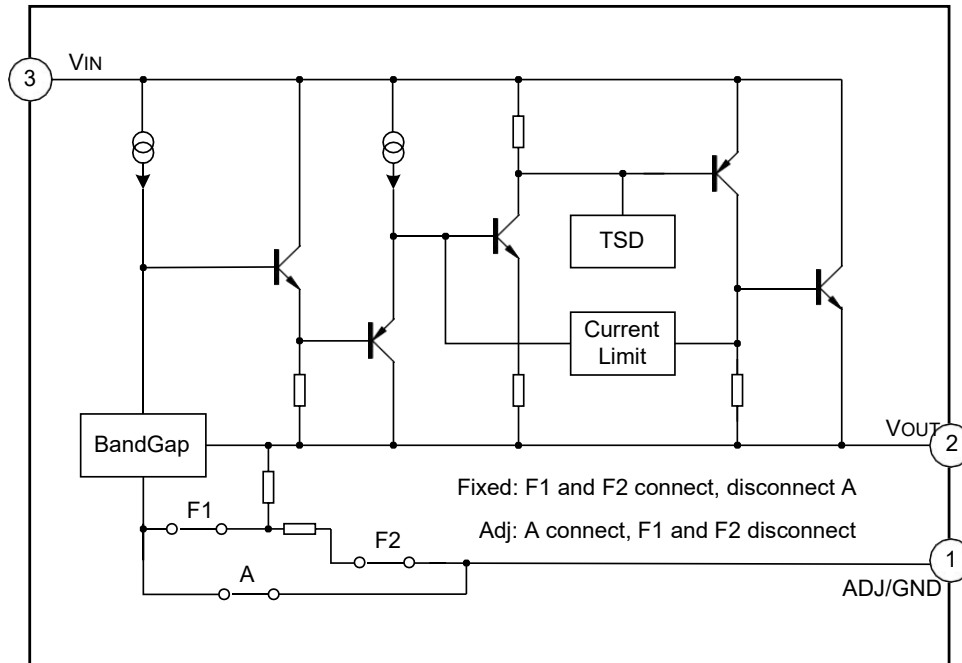 VIN
3
TSD
Current
Limit
BandGap
VOUT
2
Fixed: F1 and F2 connect, disconnect A
F1
Adj: A connect, F1 and F2 disconnect
F2
1
A
ADJ/GND